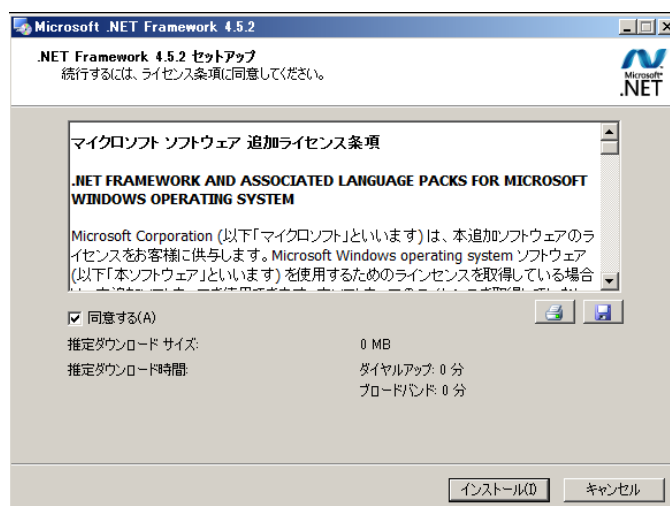 Microsoft .NET Framework 4.5.2
.NET Framework 4.5.2 セットアップ
続行するには、ライセンス条項に同意してください。
Microsoft®
.NET
マイクロソフト ソフトウェア 追加ライセンス条項
.NET FRAMEWORK AND ASSOCIATED LANGUAGE PACKS FOR MICROSOFT
WINDOWS OPERATING SYSTEM
Microsoft Corporation (以下「マイクロソフト」といいます) は、本追加ソフトウェアのラ
イセンスをお客様に供与します。Microsoft Windows operating system ソフトウェア
(以下「本ソフトウェア」といいます) を使用するためのラインセンスを取得している場合
同意する(A)
推定ダウンロード サイズ: 0 MB
推定ダウンロード時間: ダイヤルアップ: 0 分
ブロードバンド: 0 分
インストール(I) キャンセル